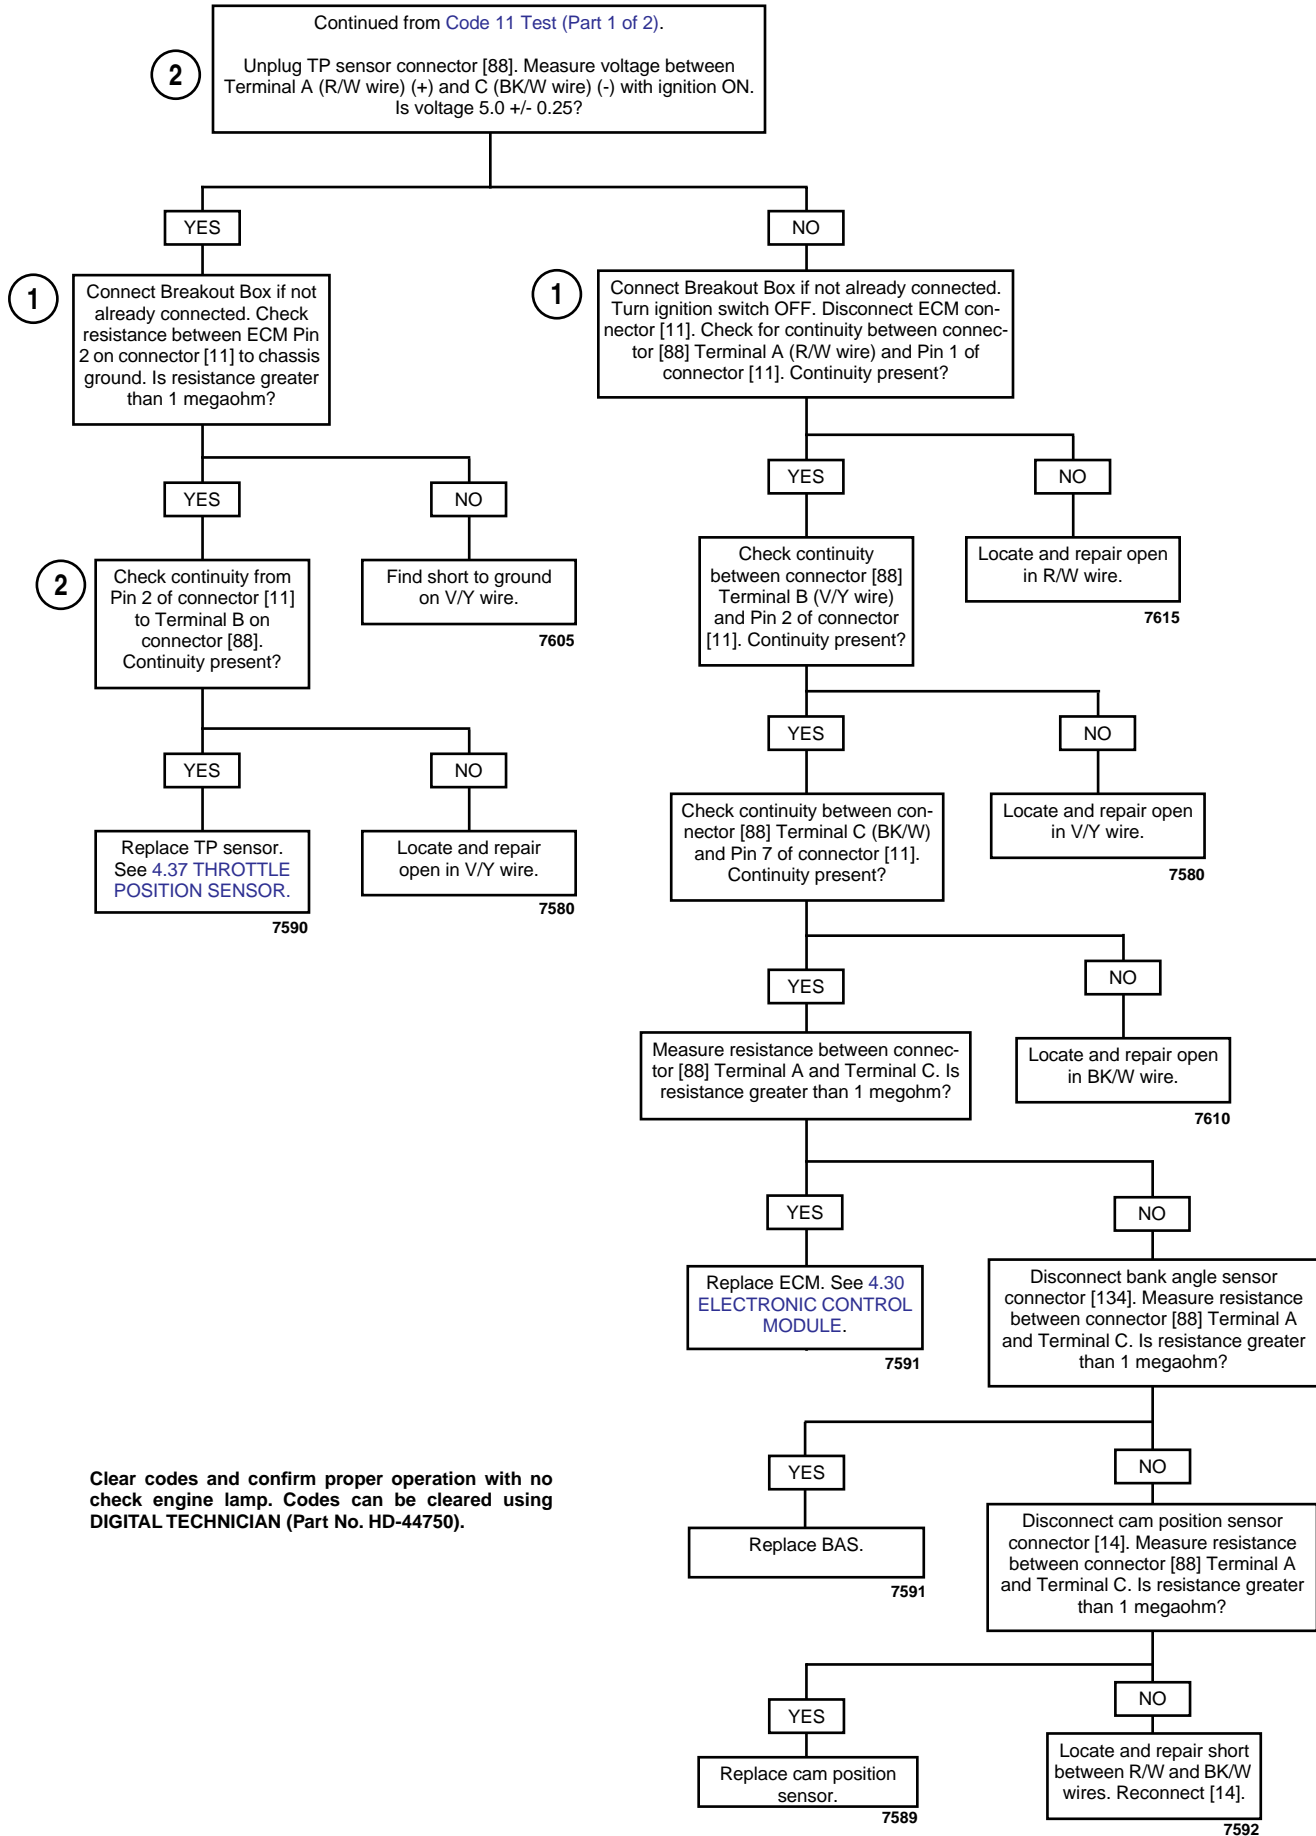 Continued from Code 11 Test (Part 1 of 2).
2
Unplug TP sensor connector [88]. Measure voltage between
Terminal A (R/W wire) (+) and C (BK/W wire) (-) with ignition ON.
Is voltage 5.0 +/- 0.25?
YES
NO
1
Connect Breakout Box if not
already connected. Check
resistance between ECM Pin
2 on connector [11] to chassis
ground. Is resistance greater
than 1 megaohm?
1
Connect Breakout Box if not already connected.
Turn ignition switch OFF. Disconnect ECM con-
nector [11]. Check for continuity between connec-
tor [88] Terminal A (R/W wire) and Pin 1 of
connector [11]. Continuity present?
YES
NO
YES
NO
2
Check continuity from
Pin 2 of connector [11]
to Terminal B on
connector [88].
Continuity present?
Find short to ground
on V/Y wire.
7605
Check continuity
between connector [88]
Terminal B (V/Y wire)
and Pin 2 of connector
[11]. Continuity present?
Locate and repair open
in R/W wire.
7615
YES
NO
YES
NO
Replace TP sensor.
See 4.37 THROTTLE
POSITION SENSOR.
7590
Locate and repair
open in V/Y wire.
7580
Check continuity between con-
nector [88] Terminal C (BK/W)
and Pin 7 of connector [11].
Continuity present?
Locate and repair open
in V/Y wire.
7580
YES
NO
Measure resistance between connec-
tor [88] Terminal A and Terminal C. Is
resistance greater than 1 megohm?
Locate and repair open
in BK/W wire.
7610
YES
NO
Replace ECM. See 4.30
ELECTRONIC CONTROL
MODULE.
7591
Disconnect bank angle sensor
connector [134]. Measure resistance
between connector [88] Terminal A
and Terminal C. Is resistance greater
than 1 megaohm?
YES
NO
Clear codes and confirm proper operation with no
check engine lamp. Codes can be cleared using
DIGITAL TECHNICIAN (Part No. HD-44750).
Replace BAS.
7591
Disconnect cam position sensor
connector [14]. Measure resistance
between connector [88] Terminal A
and Terminal C. Is resistance greater
than 1 megaohm?
YES
NO
Replace cam position
sensor.
7589
Locate and repair short
between R/W and BK/W
wires. Reconnect [14].
7592